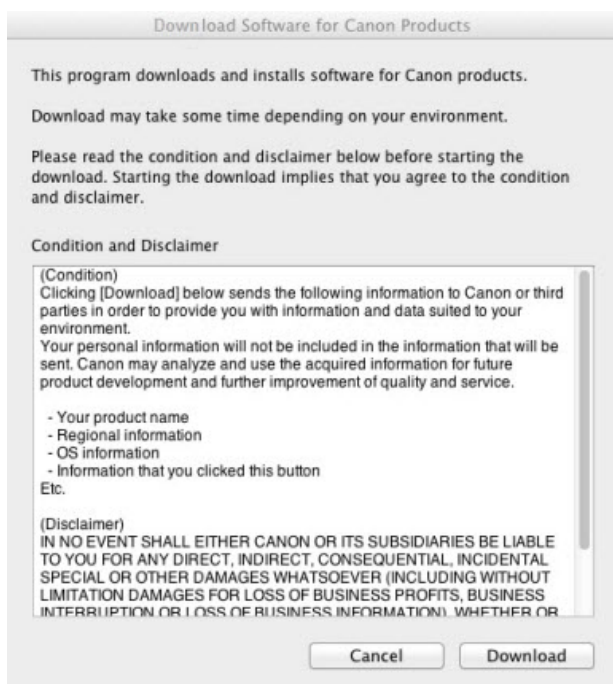 Download Software for Canon Products
This program downloads and installs software for Canon products.
Download may take some time depending on your environment.
Please read the condition and disclaimer below before starting the
download. Starting the download implies that you agree to the condition
and disclaimer.
Condition and Disclaimer
(Condition)
Clicking [Download] below sends the following information to Canon or third
parties in order to provide you with information and data suited to your
environment.
Your personal information will not be included in the information that will be
sent. Canon may analyze and use the acquired information for future
product development and further improvement of quality and service.
- Your product name
- Regional information
- OS information
- Information that you clicked this button
Etc.
(Disclaimer)
IN NO EVENT SHALL EITHER CANON OR ITS SUBSIDIARIES BE LIABLE
TO YOU FOR ANY DIRECT, INDIRECT, CONSEQUENTIAL, INCIDENTAL
SPECIAL OR OTHER DAMAGES WHATSOEVER (INCLUDING WITHOUT
LIMITATION DAMAGES FOR LOSS OF BUSINESS PROFITS, BUSINESS
INTERRUPTION OR LOSS OF BUSINESS INFORMATION), WHETHER OR
Cancel
Download